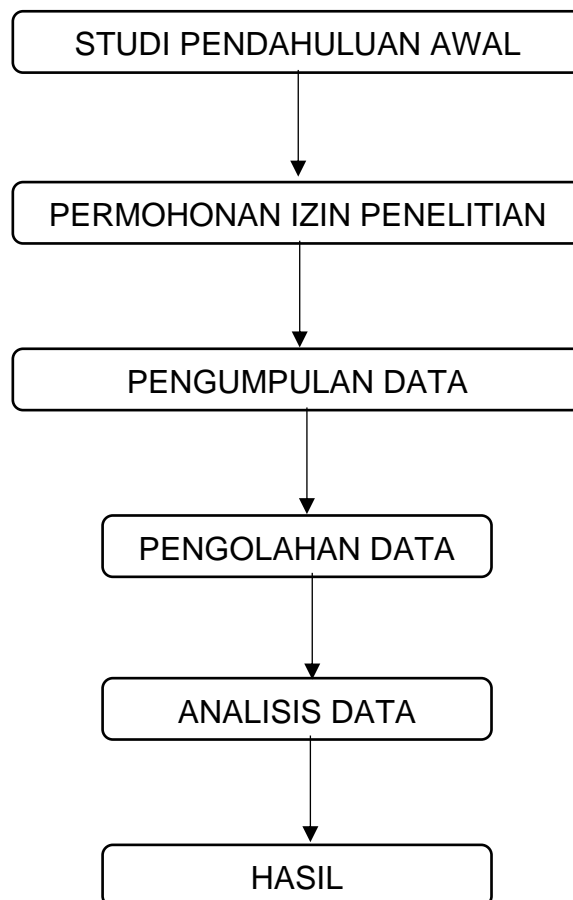 STUDI PENDAHULUAN AWAL
PERMOHONAN IZIN PENELITIAN
PENGUMPULAN DATA
PENGOLAHAN DATA
ANALISIS DATA
HASIL